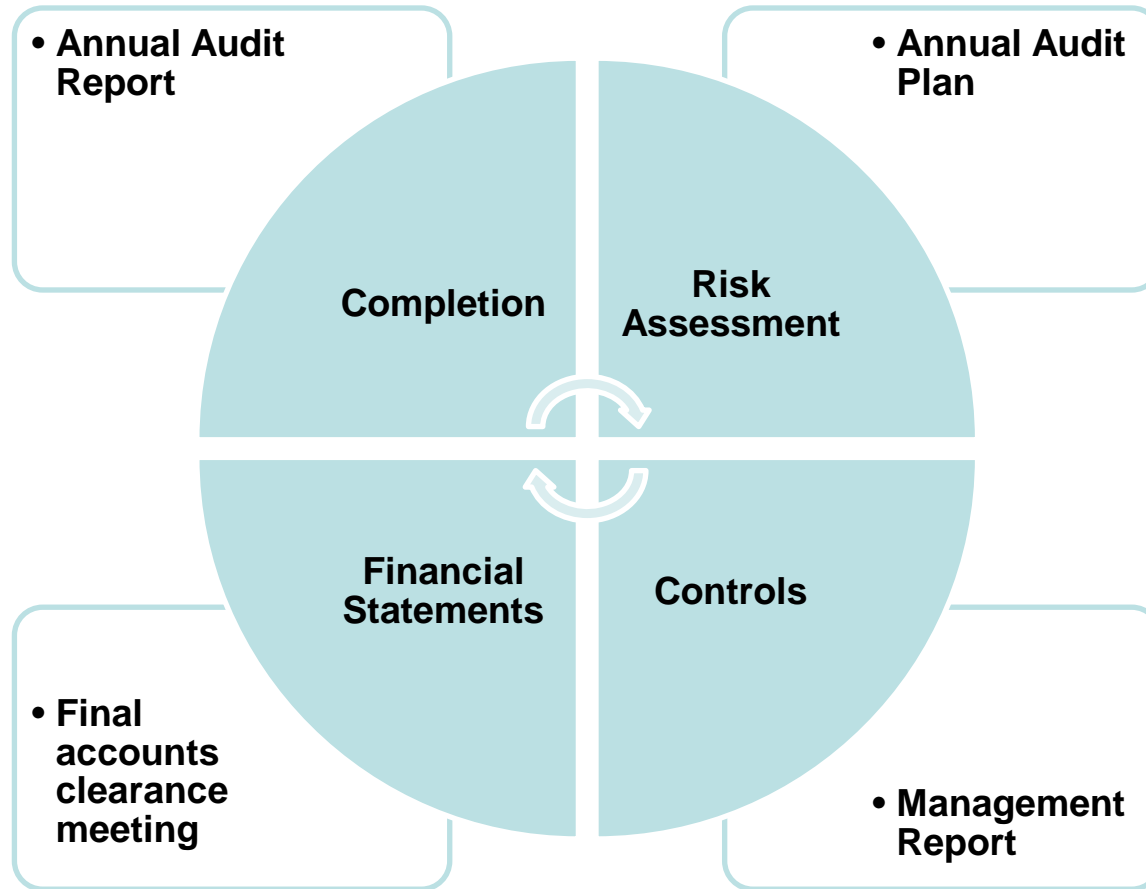 • Annual Audit
Report
• Annual Audit
Plan
Completion
Risk
Assessment
Financial
Statements
Controls
• Final
accounts
clearance
meeting
• Management
Report